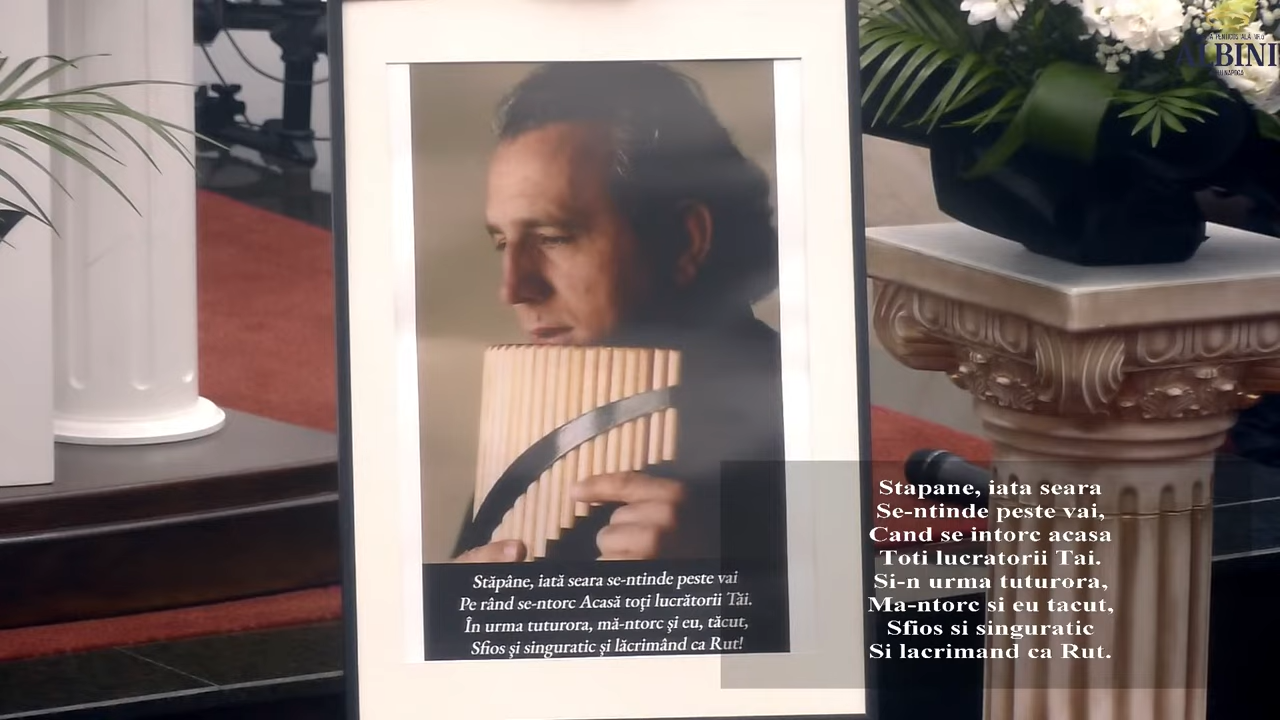 ALBINI
Stăpâne, iată seara se-ntinde peste vai
Pe rând se-ntorc Acasă toți lucrătorii Tăi.
În urma tuturora, mă-ntorc și eu, tăcut,
Sfios și singuratic și lăcrimând ca Rut!
Stapane, iata seara
Se-ntinde peste vai,
Cand se intorc acasa
Toti lucratorii Tai.
Si-n urma tuturora,
Ma-ntorc si eu tacut,
Sfios si singuratic
Si lacrimand ca Rut.